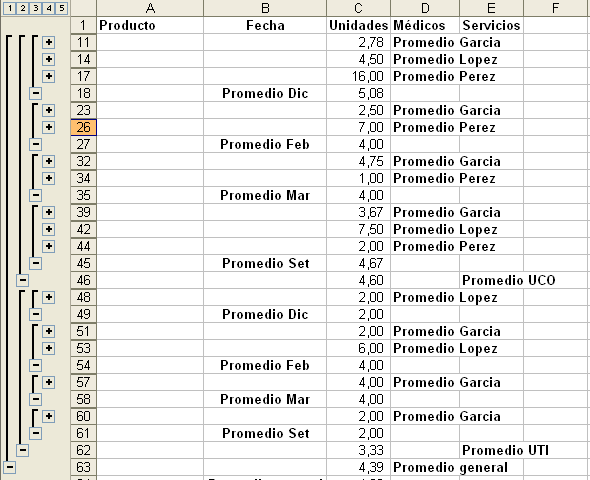 1 2 3 4 5 A B C D E F
1 Producto Fecha Unidades Médicos Servicios
11 2,78 Promedio Garcia
14 4,50 Promedio Lopez
17 16,00 Promedio Perez
18 Promedio Dic 5,08
23 2,50 Promedio Garcia
26 7,00 Promedio Perez
27 Promedio Feb 4,00
32 4,75 Promedio Garcia
34 1,00 Promedio Perez
35 Promedio Mar 4,00
39 3,67 Promedio Garcia
42 7,50 Promedio Lopez
44 2,00 Promedio Perez
45 Promedio Set 4,67
46 4,60 Promedio UCO
48 2,00 Promedio Lopez
49 Promedio Dic 2,00
51 2,00 Promedio Garcia
53 6,00 Promedio Lopez
54 Promedio Feb 4,00
57 4,00 Promedio Garcia
58 Promedio Mar 4,00
60 2,00 Promedio Garcia
61 Promedio Set 2,00
62 3,33 Promedio UTI
63 4,39 Promedio general